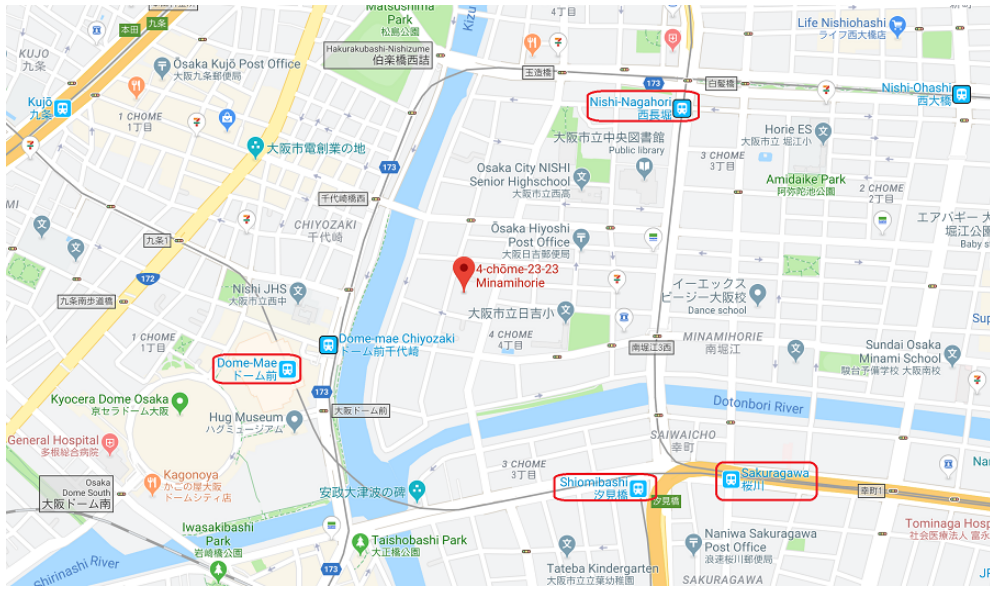 Matsushima
Park
松島公園
4丁目
Life Nishiohashi
ライフ西大橋店
本田
九条
KUJO
九条
Ōsaka Kujō Post Office
大阪九条郵便局
Hakurakubashi-Nishizume
伯楽橋西詰
Kizu
玉造橋
173
白髪橋
Nishi-Nagahori
西長堀
Nishi-Ohashi
西大橋
Kujō
九条
1 CHOME
1丁目
大阪市電創業の地
大阪市立中央図書館
Public library
Horie ES
大阪市立 堀江小
3 CHOME
3丁目
Osaka City NISHI
Senior Highschool
大阪市立西高
173
Amidaike Park
阿弥陀池公園
2 CHOME
2丁目
千代崎橋西
CHIYOZAKI
千代崎
エアバギー 大
堀江公園
Baby s
九条1
Ōsaka Hiyoshi
Post Office
大阪日吉郵便局
4-chōme-23-23
Minamihorie
172
Nishi JHS
大阪市立西中
九条南歩道橋
イーエックス
ビージー大阪校
Dance school
大阪市立日吉小
Sup
1 CHOME
1丁目
Dome-mae Chiyozaki
ドーム前千代崎
4 CHOME
4丁目
南堀江3西
MINAMIHORIE
南堀江
Sundai Osaka
Minami School
駿台予備学校 大阪南校
Dome-Mae
ドーム前
173
Kyocera Dome Osaka
京セラドーム大阪
Hug Museum
ハグミュージアム
大阪ドーム前
Dotonbori River
General Hospital
多根総合病院
SAIWAICHO
幸町
Kagonoya
かごの屋大阪
ドームシティ店
3 CHOME
3丁目
Shiomibashi
汐見橋
Sakuragawa
桜川
Nan
Osaka
Dome South
大阪ドーム南
安政大津波の碑
汐見橋
幸町1
Iwasakibashi
Park
岩崎橋公園
Taishobashi Park
大正橋公園
Naniwa Sakuragawa
Post Office
浪速桜川郵便局
Tominaga Hosp
社会医療法人 富永
Shirinashi River
173
Tateba Kindergarten
大阪市立立葉幼稚園
SAKURAGAWA
JR